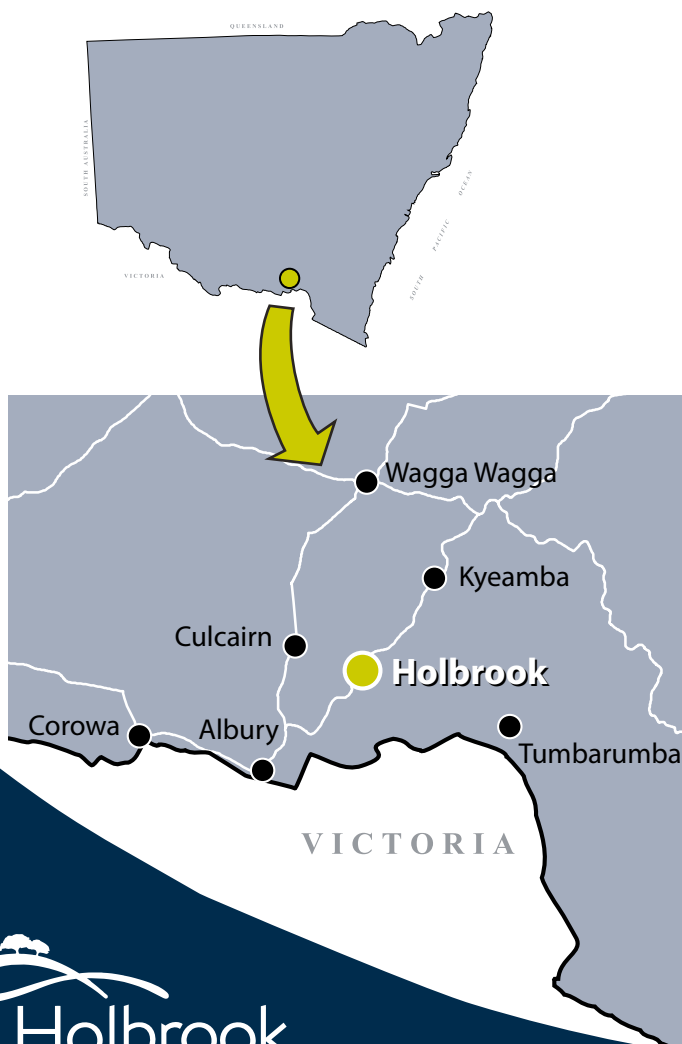 QUEENSLAND
SOUTH AUSTRALIA
SOUTH PACIFIC OCEAN
VICTORIA
Wagga Wagga
Kyeamba
Culcairn
Holbrook
Corowa
Albury
Tumbarumba
VICTORIA
Holbrook